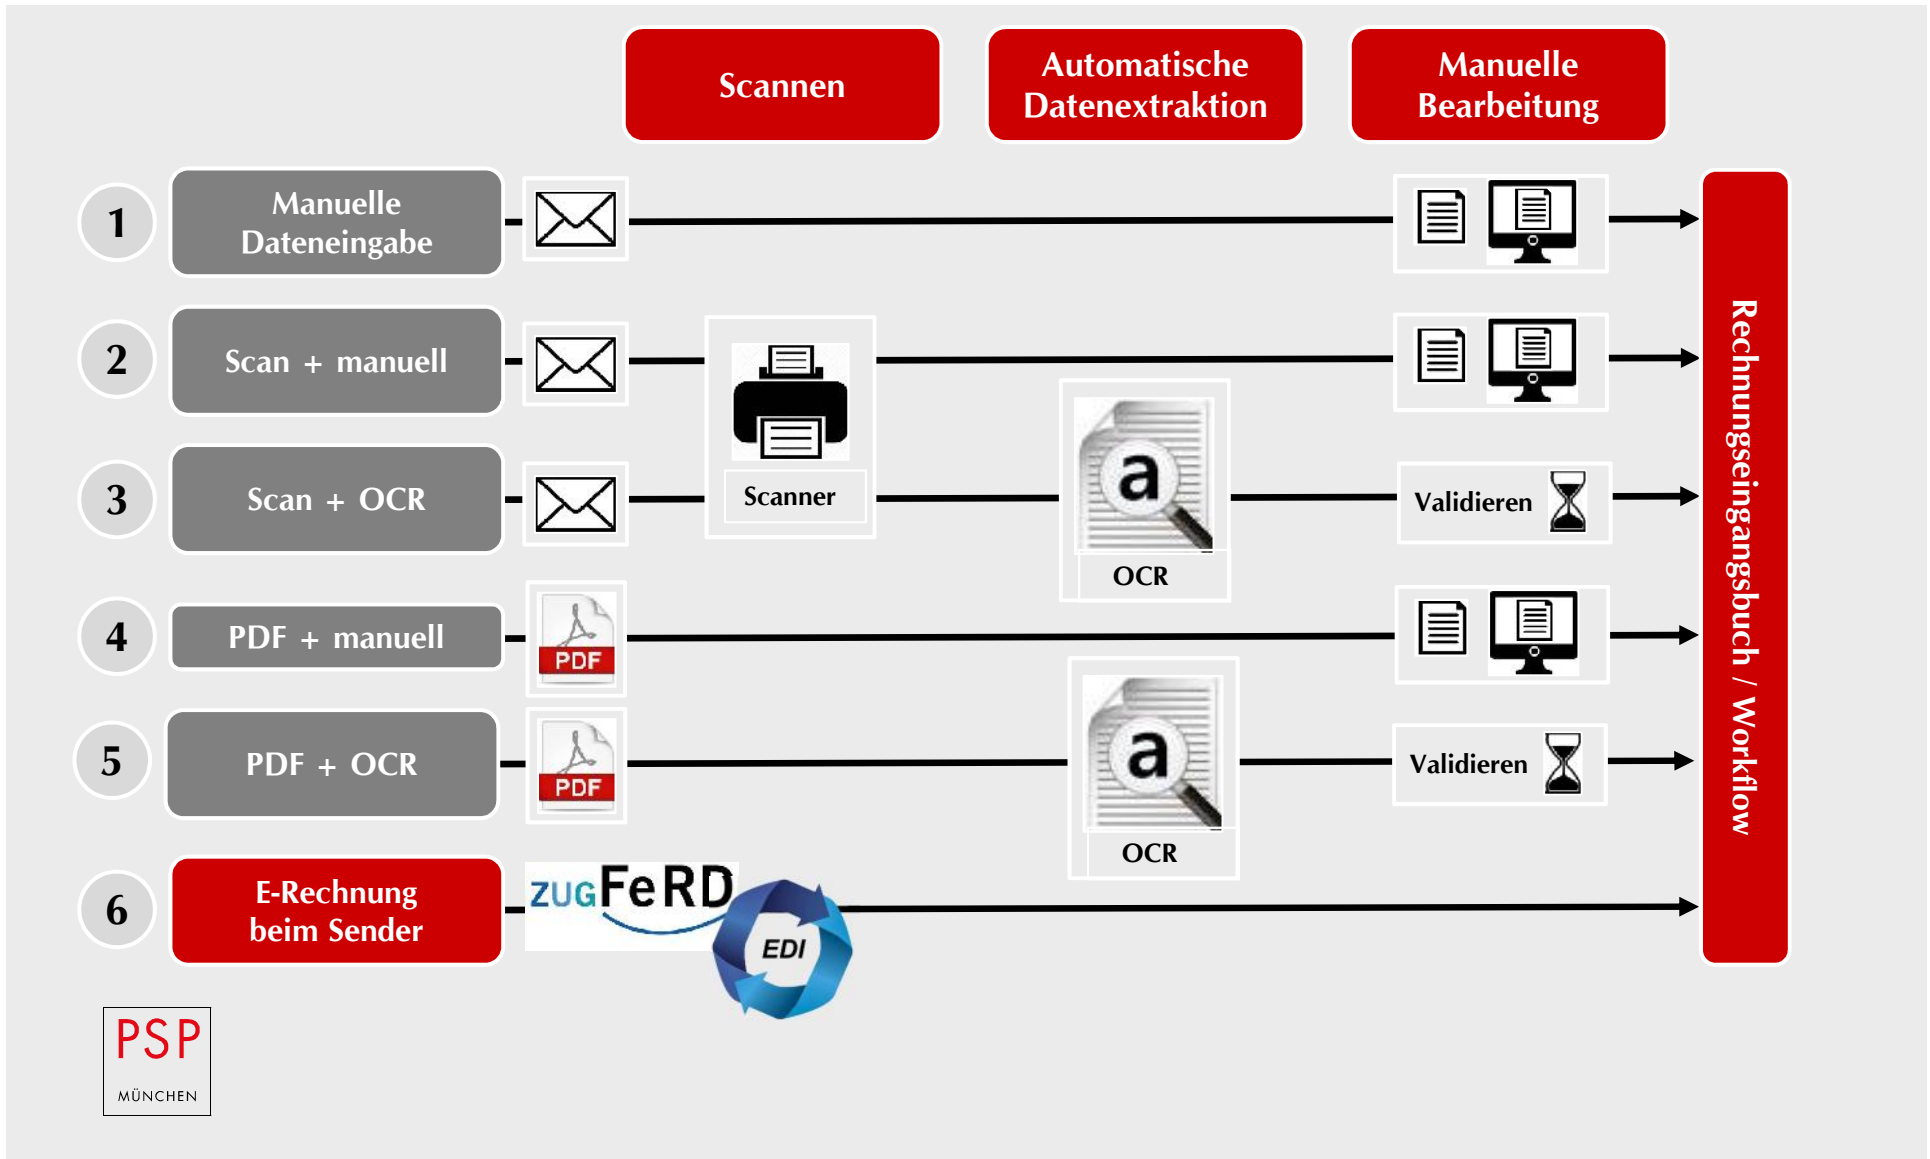 Scannen
Automatische
Datenextraktion
Manuelle
Bearbeitung
1
Manuelle
Dateneingabe
2
Scan + manuell
3
Scan + OCR
Scanner
a
OCR
Validieren
4
PDF + manuell
PDF
5
PDF + OCR
PDF
a
OCR
Validieren
6
E-Rechnung
beim Sender
ZUGFeRD
EDI
Rechnungseingangsbuch / Workflow
PSP
MÜNCHEN